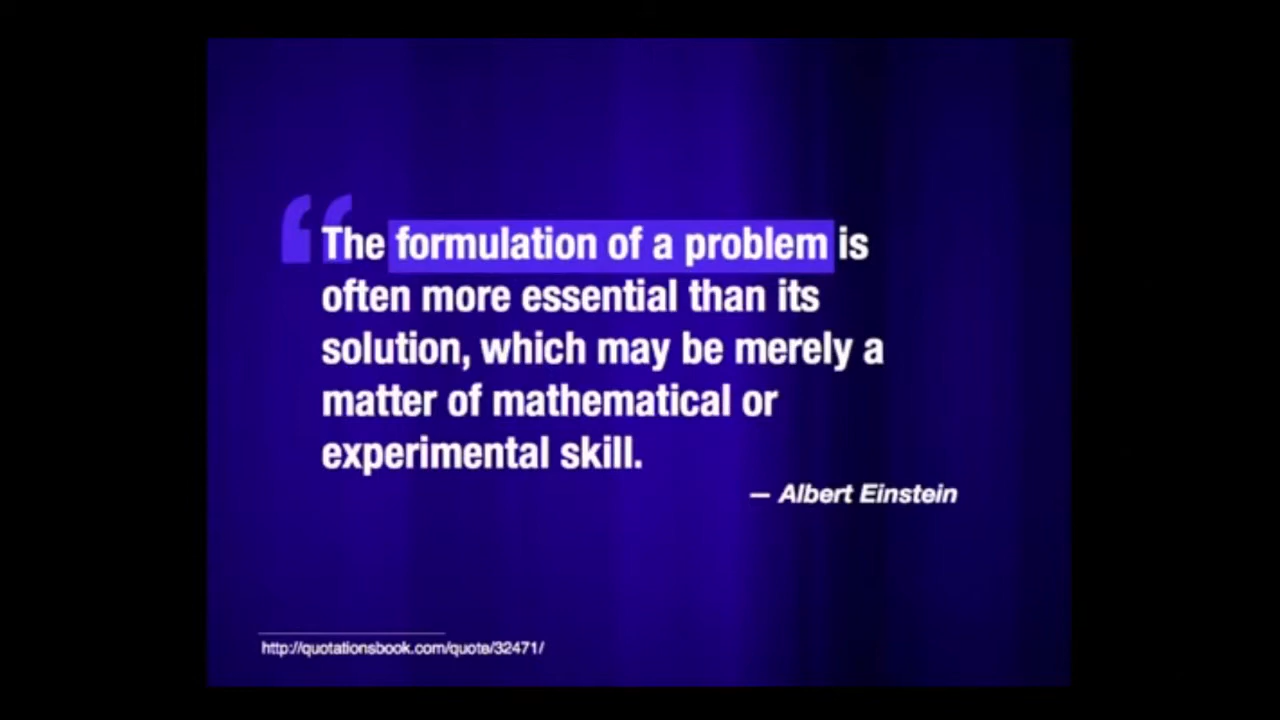 “The formulation of a problem is
often more essential than its
solution, which may be merely a
matter of mathematical or
experimental skill.
— Albert Einstein
http://quotationsbook.com/quote/32471/